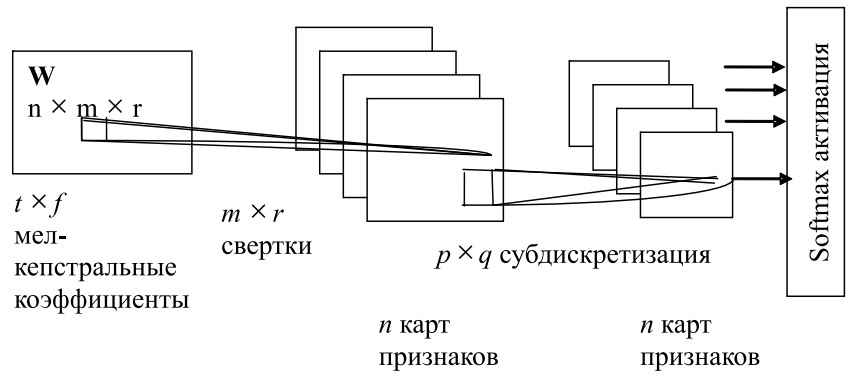 W
n × m × r
t × f
мел-
кепстральные
коэффициенты
m × r
свертки
p × q субдискретизация
n карт
признаков
n карт
признаков
Softmax активация